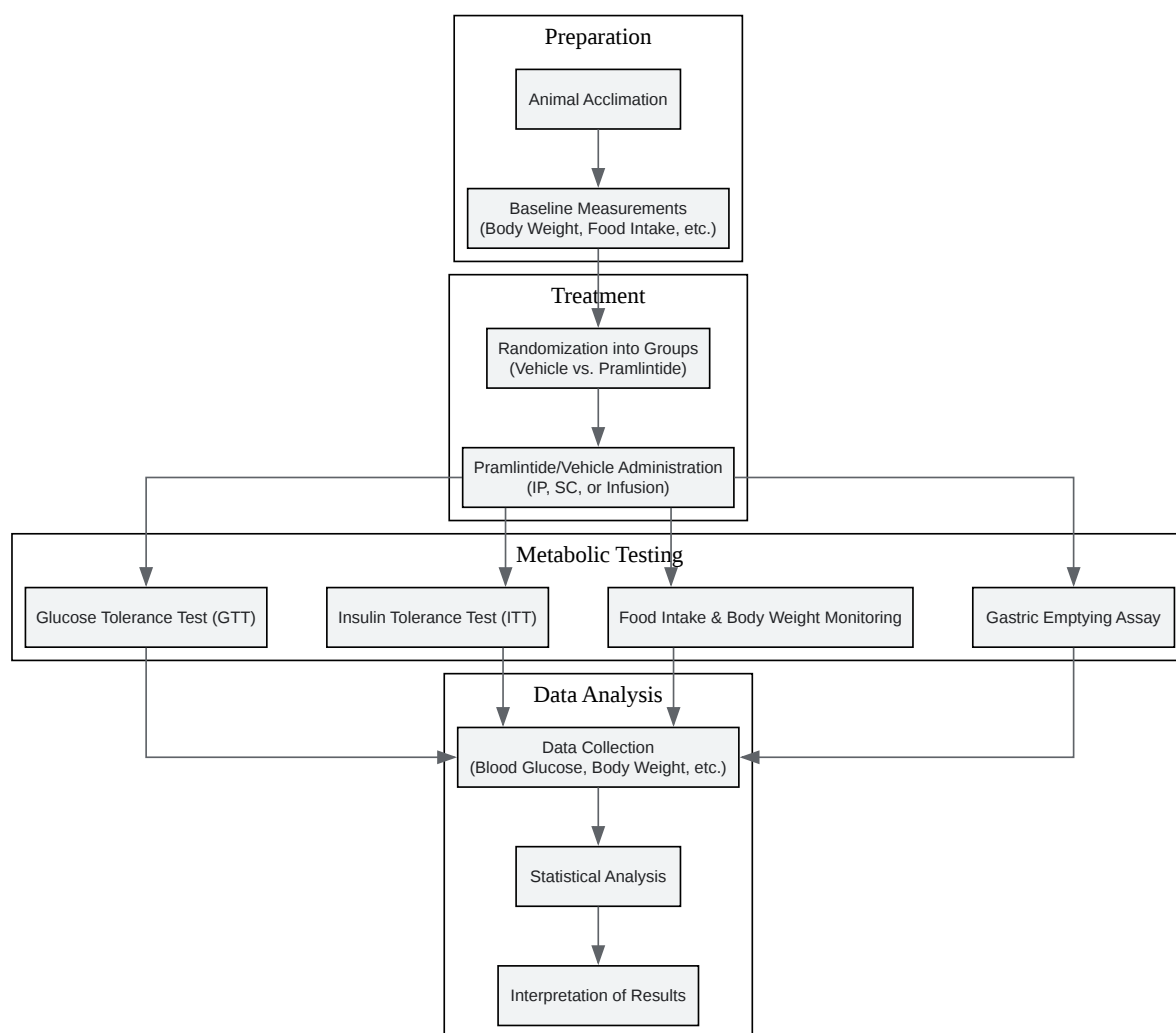 Preparation
Animal Acclimation
Baseline Measurements
(Body Weight, Food Intake, etc.)
Treatment
Randomization into Groups
(Vehicle vs. Pramlintide)
Pramlintide/Vehicle Administration
(IP, SC, or Infusion)
Metabolic Testing
Glucose Tolerance Test (GTT)
Insulin Tolerance Test (ITT)
Food Intake & Body Weight Monitoring
Gastric Emptying Assay
Data Analysis
Data Collection
(Blood Glucose, Body Weight, etc.)
Statistical Analysis
Interpretation of Results